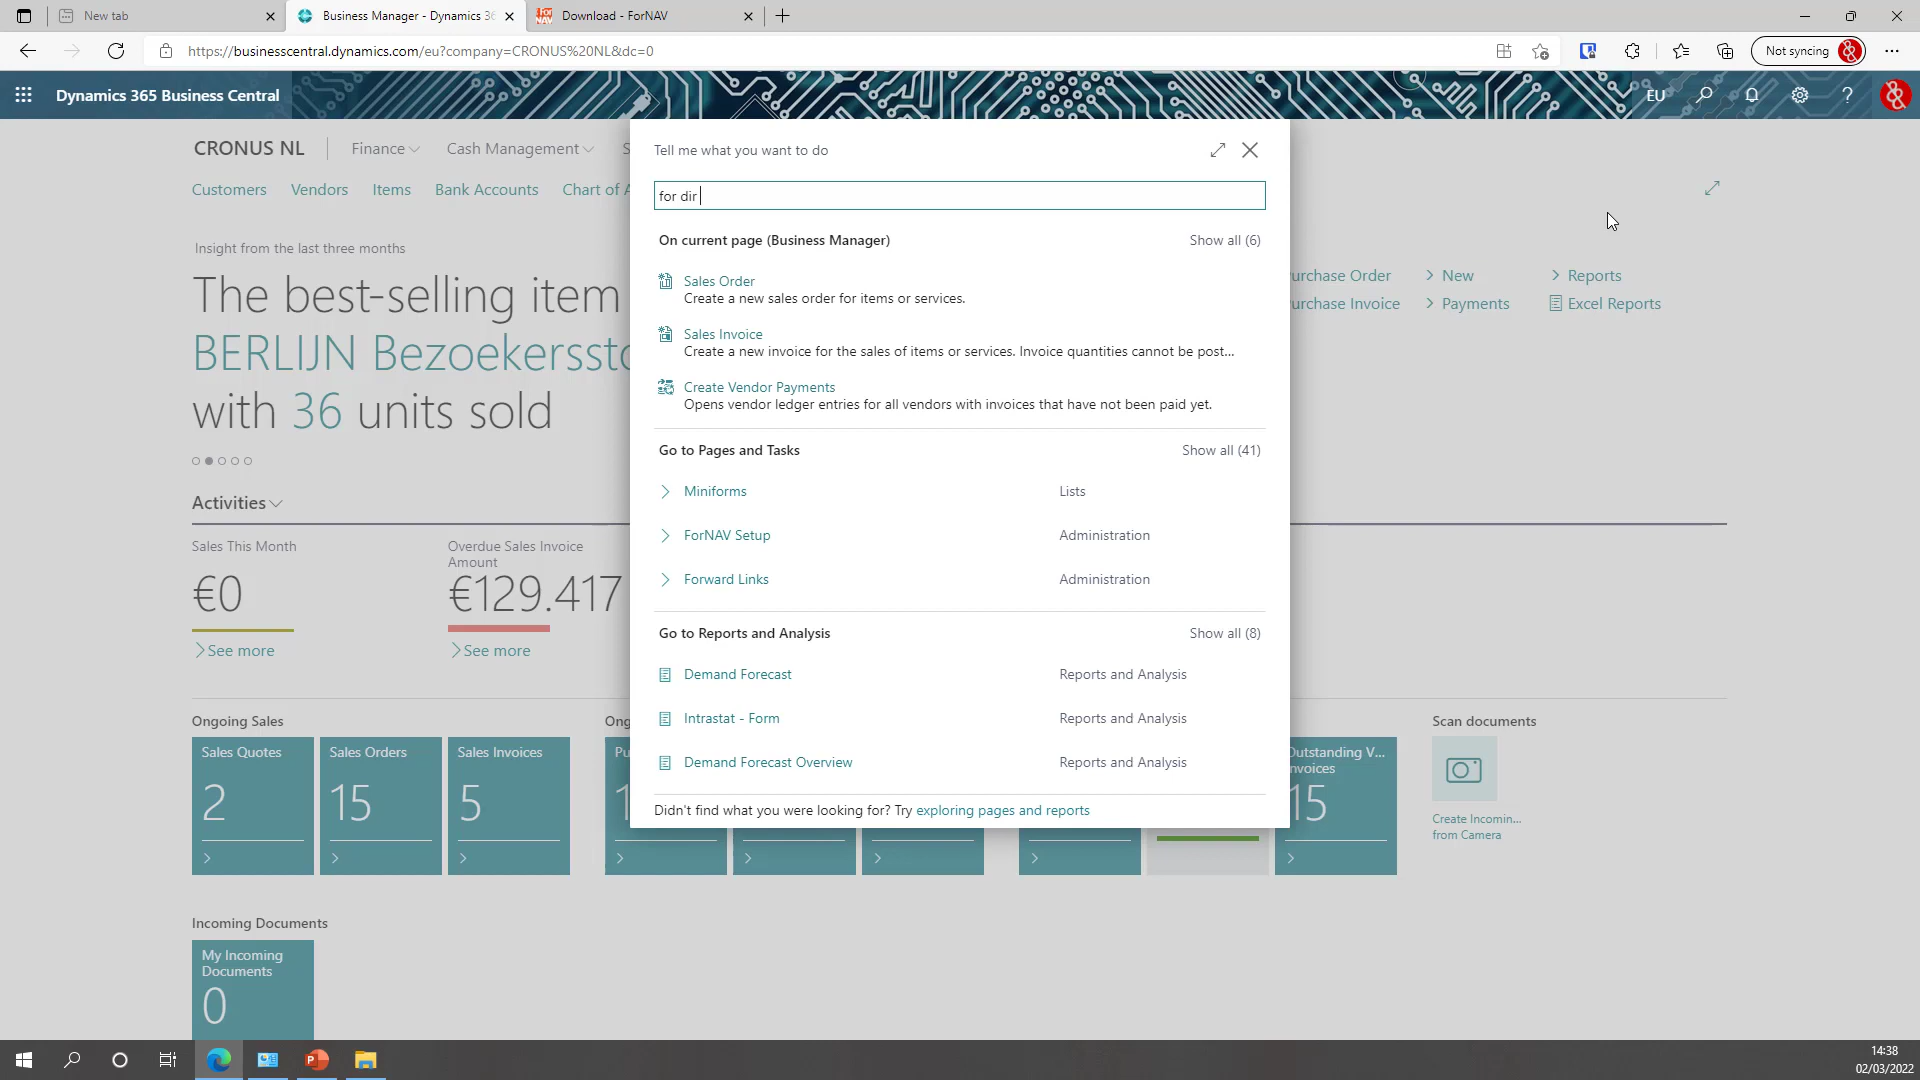 New tab
Business Manager - Dynamics 36
Download - ForNAV
https://businesscentral.dynamics.com/eu?company=CRONUS%20NL&dc=0
Not syncing
Dynamics 365 Business Central
EU
CRONUS NL
Finance
Cash Management
S
Customers
Vendors
Items
Bank Accounts
Chart of A
Insight from the last three months
The best-selling item
BERLIJN Bezoekerssto
with 36 units sold
Activities
Sales This Month
€0
See more
Overdue Sales Invoice
Amount
€129.417
See more
Tell me what you want to do
for dir
On current page (Business Manager)
Show all (6)
Sales Order
Create a new sales order for items or services.
Sales Invoice
Create a new invoice for the sales of items or services. Invoice quantities cannot be post...
Create Vendor Payments
Opens vendor ledger entries for all vendors with invoices that have not been paid yet.
Go to Pages and Tasks
Show all (41)
Miniforms
Lists
ForNAV Setup
Administration
Forward Links
Administration
Go to Reports and Analysis
Show all (8)
Demand Forecast
Reports and Analysis
Intrastat - Form
Reports and Analysis
Demand Forecast Overview
Reports and Analysis
Didn't find what you were looking for? Try exploring pages and reports
urchase Order
New
Reports
urchase Invoice
Payments
Excel Reports
Ongoing Sales
Ong
Scan documents
Sales Quotes
2
Sales Orders
15
Sales Invoices
5
Pu
1
Outstanding V...
nvoices
15
Create Incomin...
from Camera
Incoming Documents
My Incoming
Documents
0
14:38
02/03/2022